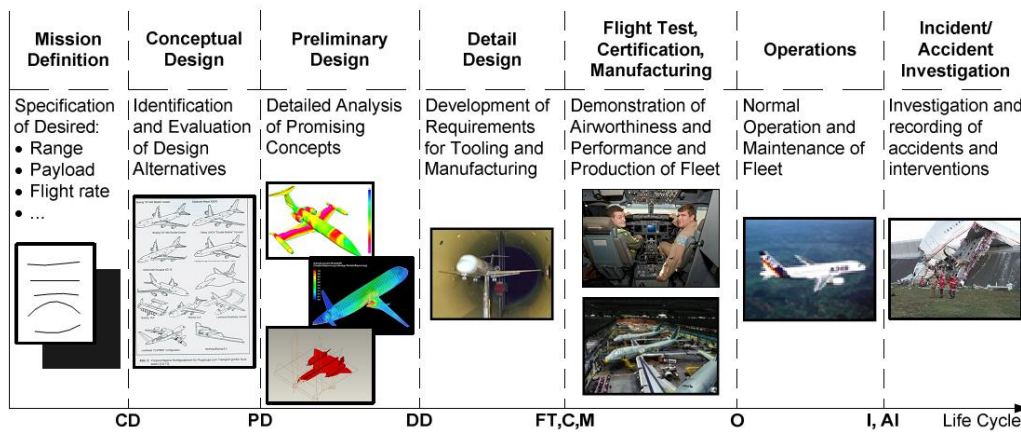 Mission
Definition
Conceptual
Design
Preliminary
Design
Detail
Design
Flight Test,
Certification,
Manufacturing
Operations
Incident/
Accident
Investigation
Specification
of Desired:
• Range
• Payload
• Flight rate
• ...
Identification
and Evaluation
of Design
Alternatives
Detailed Analysis
of Promising
Concepts
Development of
Requirements
for Tooling and
Manufacturing
Demonstration of
Airworthiness and
Performance and
Production of Fleet
Normal
Operation and
Maintenance of
Fleet
Investigation and
recording of
accidents and
interventions
CD
PD
DD
FT,C,M
O
I, AI
Life Cycle